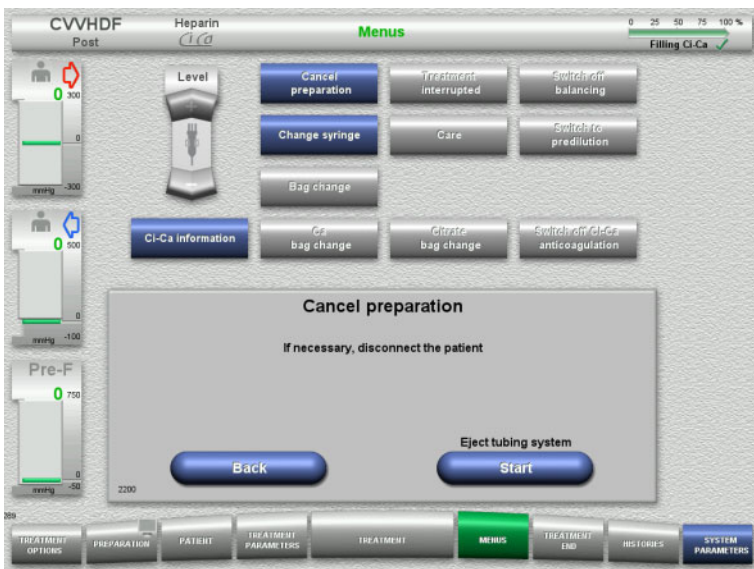 CVVHDF
Post
Heparin
Ci Ca
Menus
0 25 50 75 100 %
Filling Ci-Ca
0
300
0
mmHg -300
Level
Cancel
preparation
Treatment
interrupted
Switch off
balancing
Change syringe
Care
Switch to
predilution
Bag change
Ci-Ca information
Ca
bag change
Citrate
bag change
Switch off Ci-Ca
anticoagulation
0
500
0
mmHg -100
Cancel preparation
If necessary, disconnect the patient
Pre-F
0
750
0
mmHg -50
Eject tubing system
Back
Start
2200
TREATMENT
OPTIONS
PREPARATION
PATIENT
TREATMENT
PARAMETERS
TREATMENT
MENUS
TREATMENT
END
HISTORIES
SYSTEM
PARAMETERS